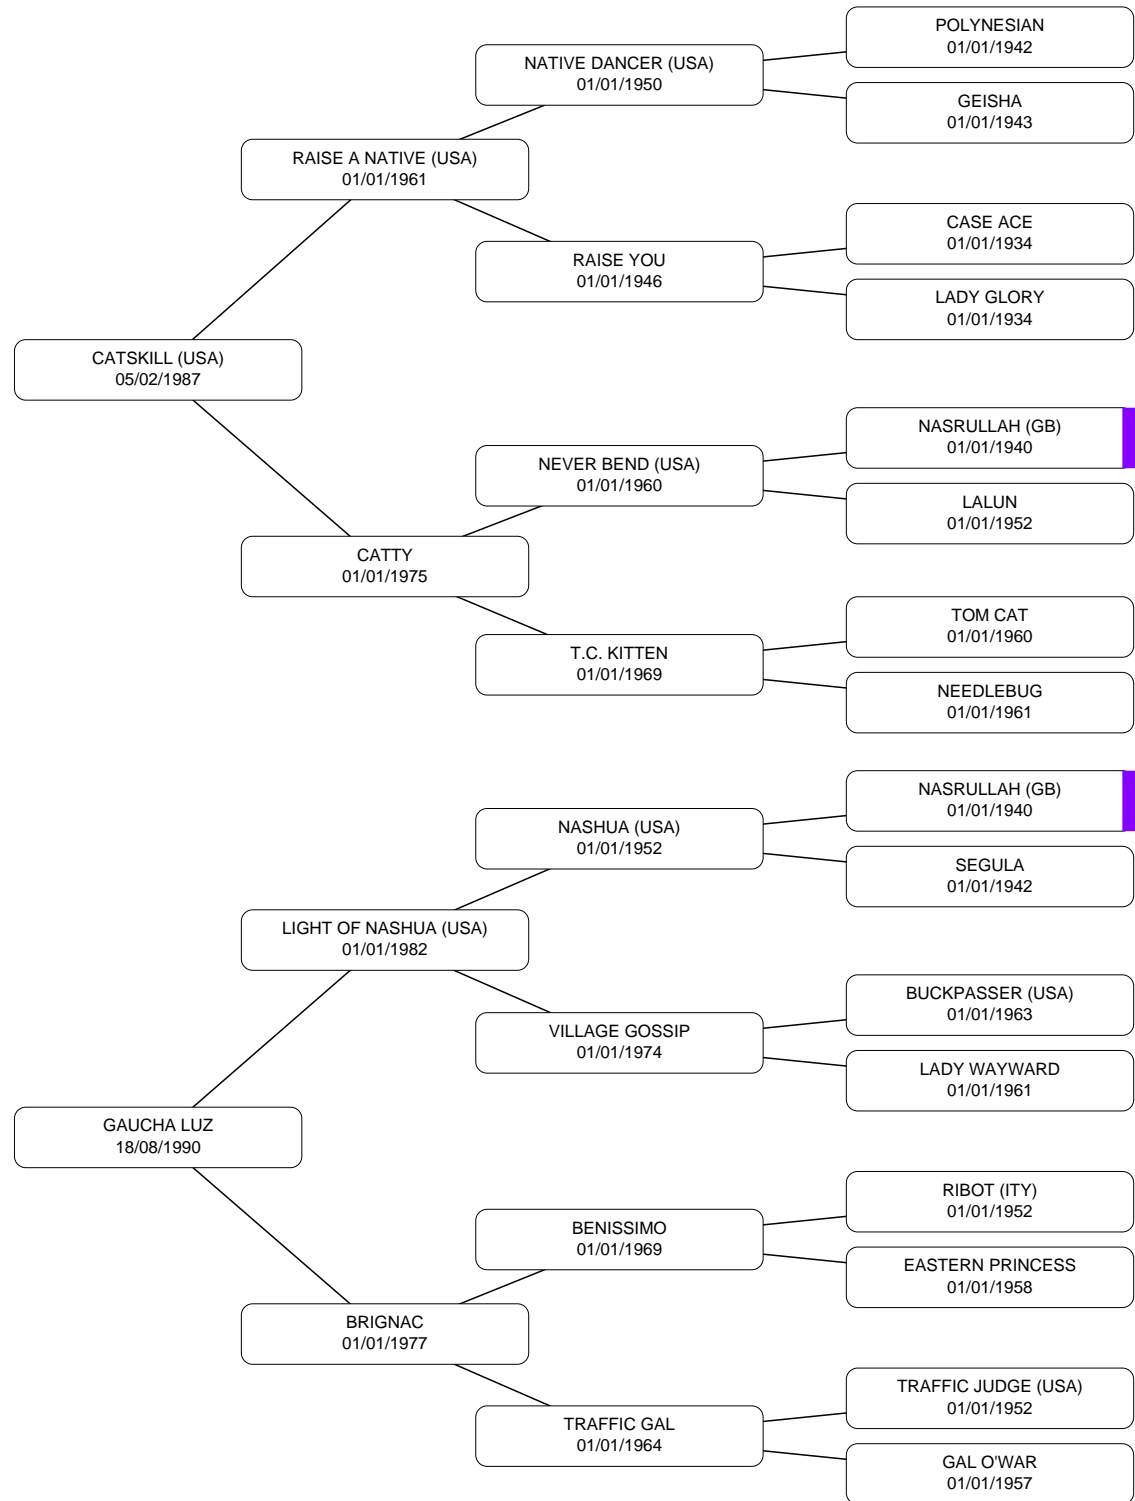 POLYNESIAN
01/01/1942
NATIVE DANCER (USA)
01/01/1950
GEISHA
01/01/1943
RAISE A NATIVE (USA)
01/01/1961
CASE ACE
01/01/1934
RAISE YOU
01/01/1946
LADY GLORY
01/01/1934
CATSKILL (USA)
05/02/1987
NASRULLAH (GB)
01/01/1940
NEVER BEND (USA)
01/01/1960
LALUN
01/01/1952
CATTY
01/01/1975
TOM CAT
01/01/1960
T.C. KITTEN
01/01/1969
NEEDLEBUG
01/01/1961
NASRULLAH (GB)
01/01/1940
NASHUA (USA)
01/01/1952
SEGULA
01/01/1942
LIGHT OF NASHUA (USA)
01/01/1982
BUCKPASSER (USA)
01/01/1963
VILLAGE GOSSIP
01/01/1974
LADY WAYWARD
01/01/1961
GAUCHA LUZ
18/08/1990
RIBOT (ITY)
01/01/1952
BENISSIMO
01/01/1969
EASTERN PRINCESS
01/01/1958
BRIGNAC
01/01/1977
TRAFFIC JUDGE (USA)
01/01/1952
TRAFFIC GAL
01/01/1964
GAL O'WAR
01/01/1957